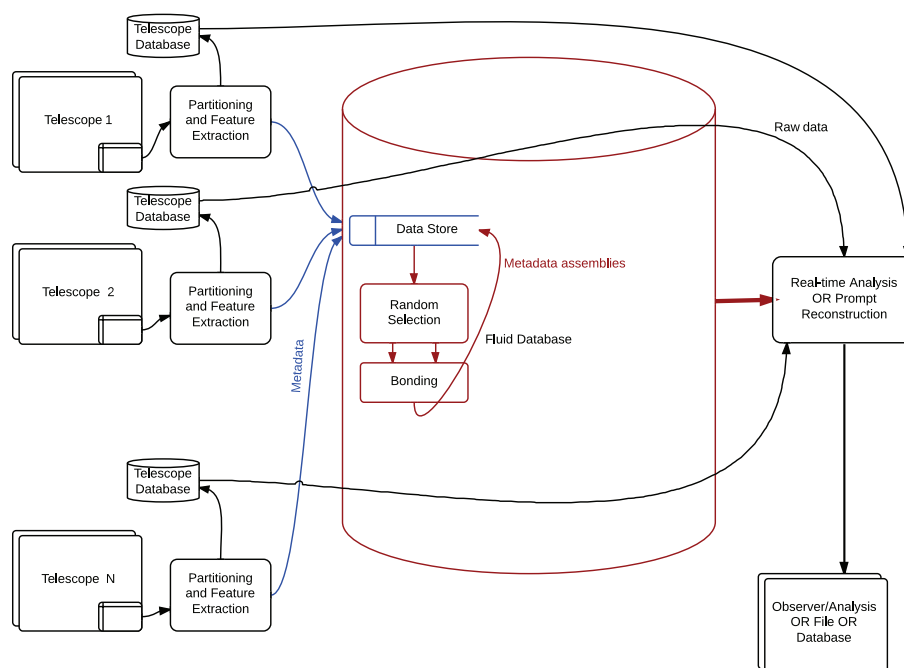 Telescope
Database
Telescope 1
Partitioning
and Feature
Extraction
Raw data
Telescope
Database
Data Store
Metadata assemblies
Telescope 2
Partitioning
and Feature
Extraction
Random
Selection
Real-time Analysis
OR Prompt
Reconstruction
Fluid Database
Metadata
Bonding
Telescope
Database
Telescope N
Partitioning
and Feature
Extraction
Observer/Analysis
OR File OR
Database